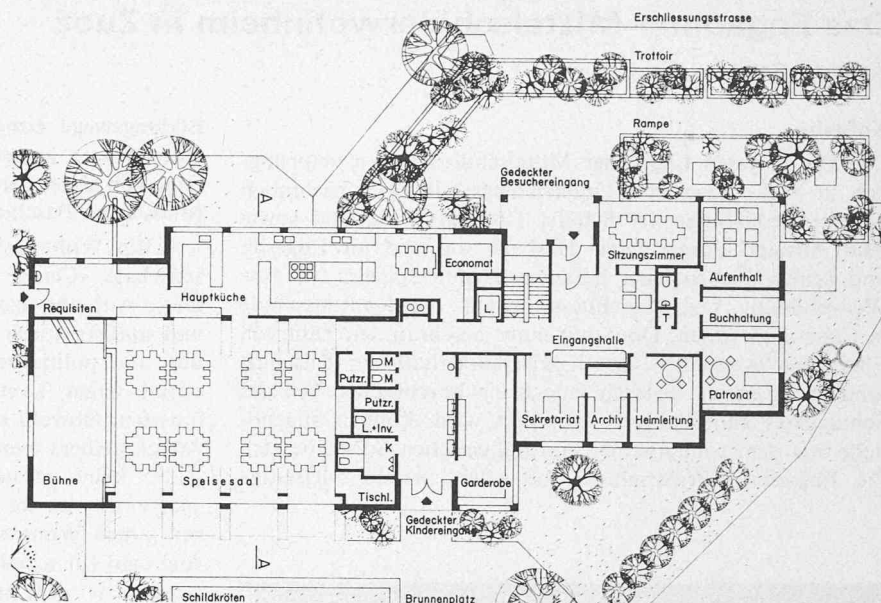 Erschliessungsstrasse
Trottoir
Rampe
Gedeckter
Besuchereingang
Sitzungszimmer
Economat
Aufenthalt
Hauptküche
Requisiten
L.
T
Buchhaltung
Eingangshalle
M
M
Putzr.
Putzr.
Patronat
Sekretariat
Archiv
Heimleitung
L.+Inv.
K
Bühne
Speisesaal
Tischl.
Garderobe
Gedeckter
Kindereingang
A
A
Schildkröten
Brunnenplatz